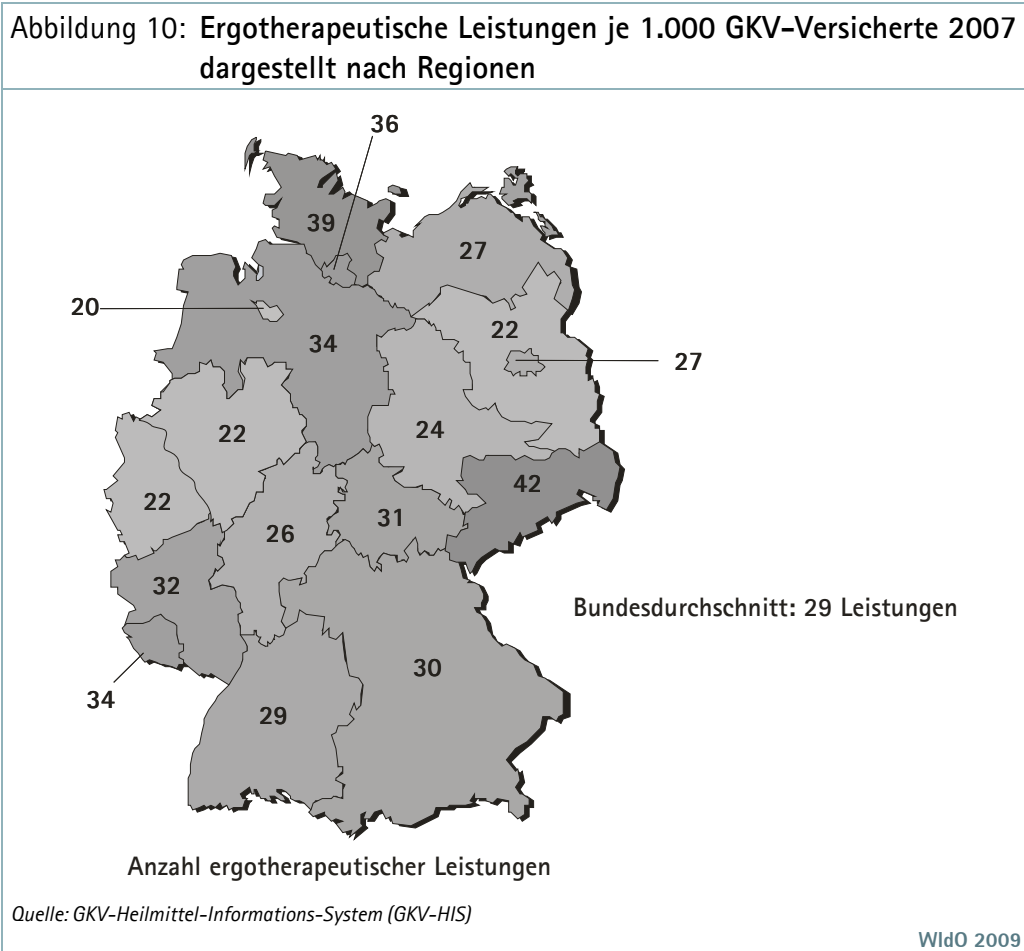 Abbildung 10: Ergotherapeutische Leistungen je 1.000 GKV-Versicherte 2007
dargestellt nach Regionen
36
39
27
20
34
22
27
22
24
42
22
31
26
32
Bundesdurchschnitt: 29 Leistungen
30
34
29
Anzahl ergotherapeutischer Leistungen
Quelle: GKV-Heilmittel-Informations-System (GKV-HIS)
WIdO 2009